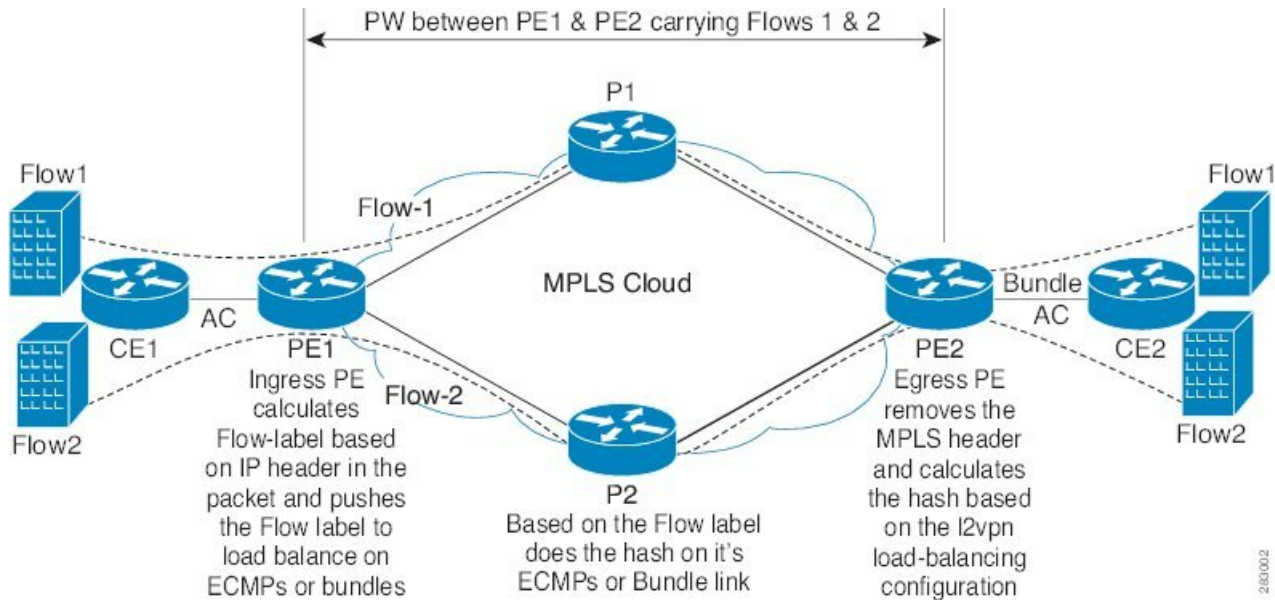 PW between PE1 & PE2 carrying Flows 1 & 2
P1
Flow1
Flow1
Flow-1
MPLS Cloud
Bundle
AC
AC
CE1
PE1
PE2
CE2
Flow-2
Flow2
Flow2
Ingress PE
calculates
Flow-label based
on IP header in the
packet and pushes
the Flow label to
load balance on
ECMPs or bundles
P2
Based on the Flow label
does the hash on it's
ECMPs or Bundle link
Egress PE
removes the
MPLS header
and calculates
the hash based
on the l2vpn
load-balancing
configuration
283002